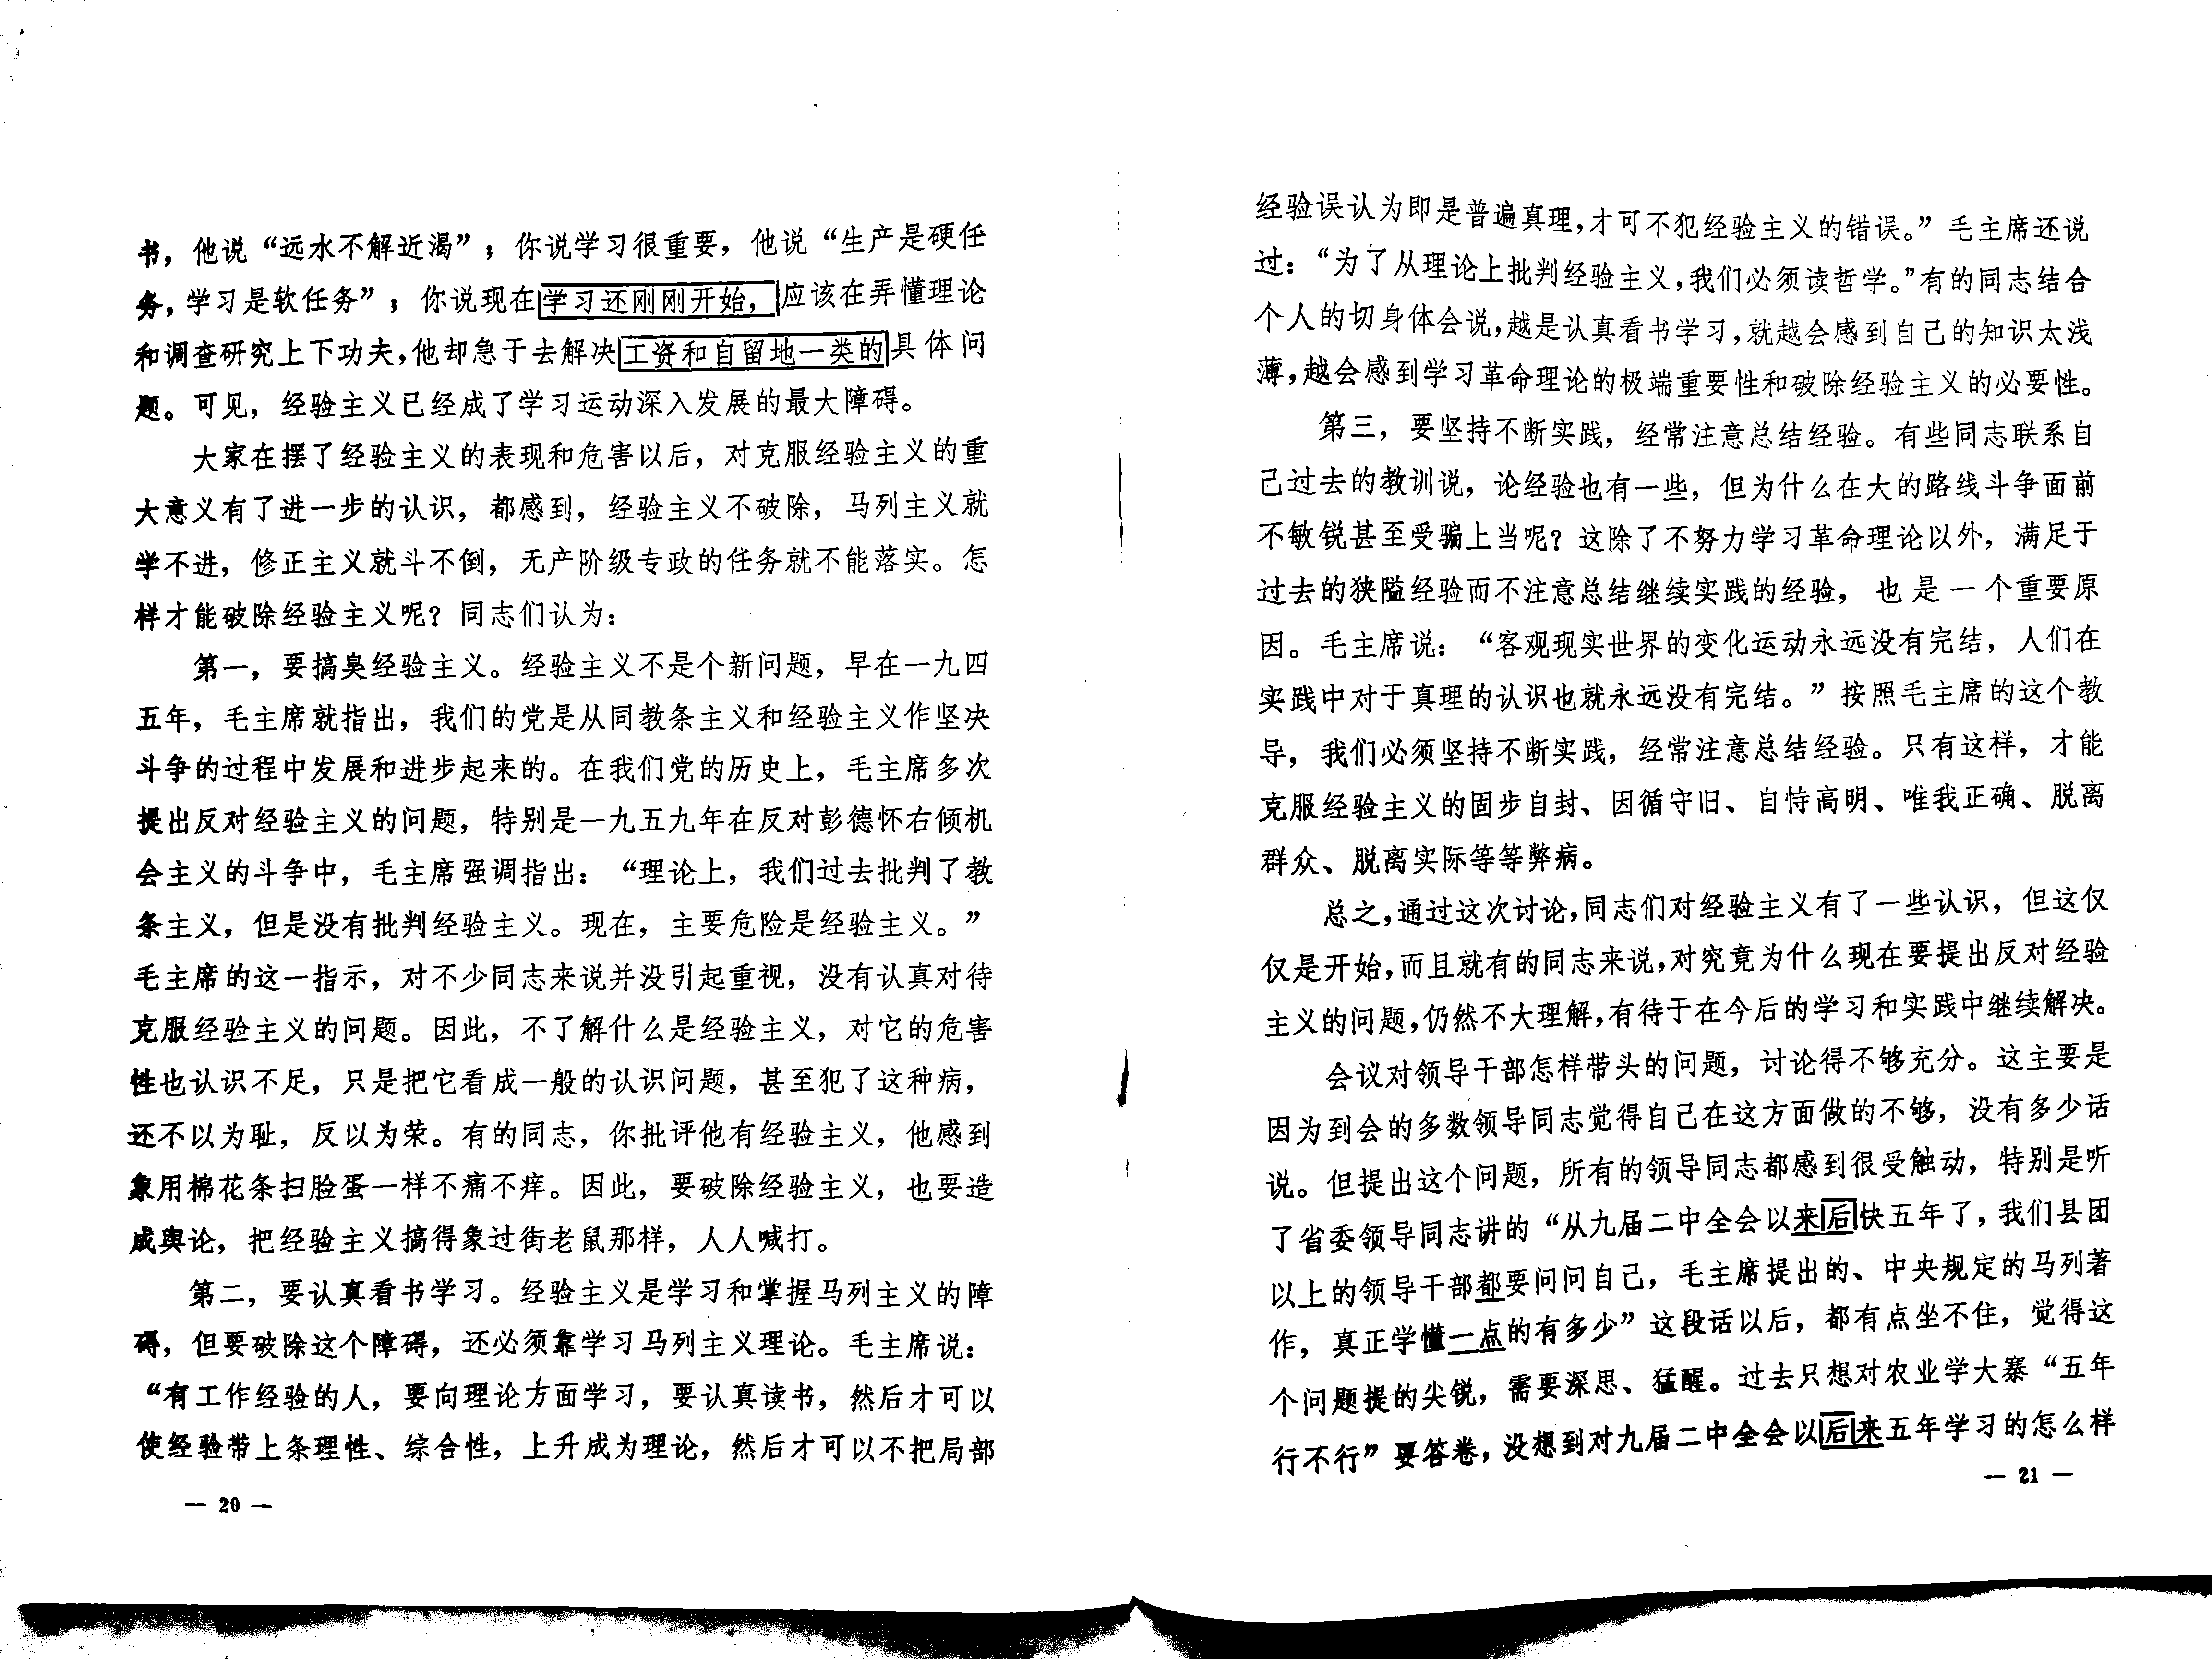 书，他说“远水不解近渴”；你说学习很重要，他说“生产是硬任
务，学习是软任务”；你说现在学习还刚刚开始，应该在弄懂理论
和调查研究上下功夫，他却急于去解决工资和自留地一类的具体问
题。可见，经验主义已经成了学习运动深入发展的最大障碍。
大家在摆了经验主义的表现和危害以后，对克服经验主义的重
大意义有了进一步的认识，都感到，经验主义不破除，马列主义就
学不进，修正主义就斗不倒，无产阶级专政的任务就不能落实。怎
样才能破除经验主义呢？同志们认为：
第一，要搞臭经验主义。经验主义不是个新问题，早在一九四
五年，毛主席就指出，我们的党是从同教条主义和经验主义作坚决
斗争的过程中发展和进步起来的。在我们党的历史上，毛主席多次
提出反对经验主义的问题，特别是一九五九年在反对彭德怀右倾机
会主义的斗争中，毛主席强调指出：“理论上，我们过去批判了教
条主义，但是没有批判经验主义。现在，主要危险是经验主义。”
毛主席的这一指示，对不少同志来说并没引起重视，没有认真对待
克服经验主义的问题。因此，不了解什么是经验主义，对它的危害
性也认识不足，只是把它看成一般的认识问题，甚至犯了这种病，
还不以为耻，反以为荣。有的同志，你批评他有经验主义，他感到
象用棉花条扫脸蛋一样不痛不痒。因此，要破除经验主义，也要造
成舆论，把经验主义搞得象过街老鼠那样，人人喊打。
第二，要认真看书学习。经验主义是学习和掌握马列主义的障
碍，但要破除这个障碍，还必须靠学习马列主义理论。毛主席说：
“有工作经验的人，要向理论方面学习，要认真读书，然后才可以
使经验带上条理性、综合性，上升成为理论，然后才可以不把局部
— 20 —
经验误认为即是普遍真理，才可不犯经验主义的错误。”毛主席还说
过：“为了从理论上批判经验主义，我们必须读哲学。”有的同志结合
个人的切身体会说，越是认真看书学习，就越会感到自己的知识太浅
薄，越会感到学习革命理论的极端重要性和破除经验主义的必要性。
第三，要坚持不断实践，经常注意总结经验。有些同志联系自
己过去的教训说，论经验也有一些，但为什么在大的路线斗争面前
不敏锐甚至受骗上当呢？这除了不努力学习革命理论以外，满足于
过去的狭隘经验而不注意总结继续实践的经验，也是一个重要原
因。毛主席说：“客观现实世界的变化运动永远没有完结，人们在
实践中对于真理的认识也就永远没有完结。”按照毛主席的这个教
导，我们必须坚持不断实践，经常注意总结经验。只有这样，才能
克服经验主义的固步自封、因循守旧、自恃高明、唯我正确、脱离
群众、脱离实际等等弊病。
总之，通过这次讨论，同志们对经验主义有了一些认识，但这仅
仅是开始，而且就有的同志来说，对究竟为什么现在要提出反对经验
主义的问题，仍然不大理解，有待于在今后的学习和实践中继续解决。
会议对领导干部怎样带头的问题，讨论得不够充分。这主要是
因为到会的多数领导同志觉得自己在这方面做的不够，没有多少话
说。但提出这个问题，所有的领导同志都感到很受触动，特别是听
了省委领导同志讲的“从九届二中全会以来后快五年了，我们县团
以上的领导干部都要问问自己，毛主席提出的、中央规定的马列著
作，真正学懂一点的有多少”这段话以后，都有点坐不住，觉得这
个问题提的尖锐，需要深思、猛醒。过去只想对农业学大寨“五年
行不行”要答卷，没想到对九届二中全会以后来五年学习的怎么样
— 21 —